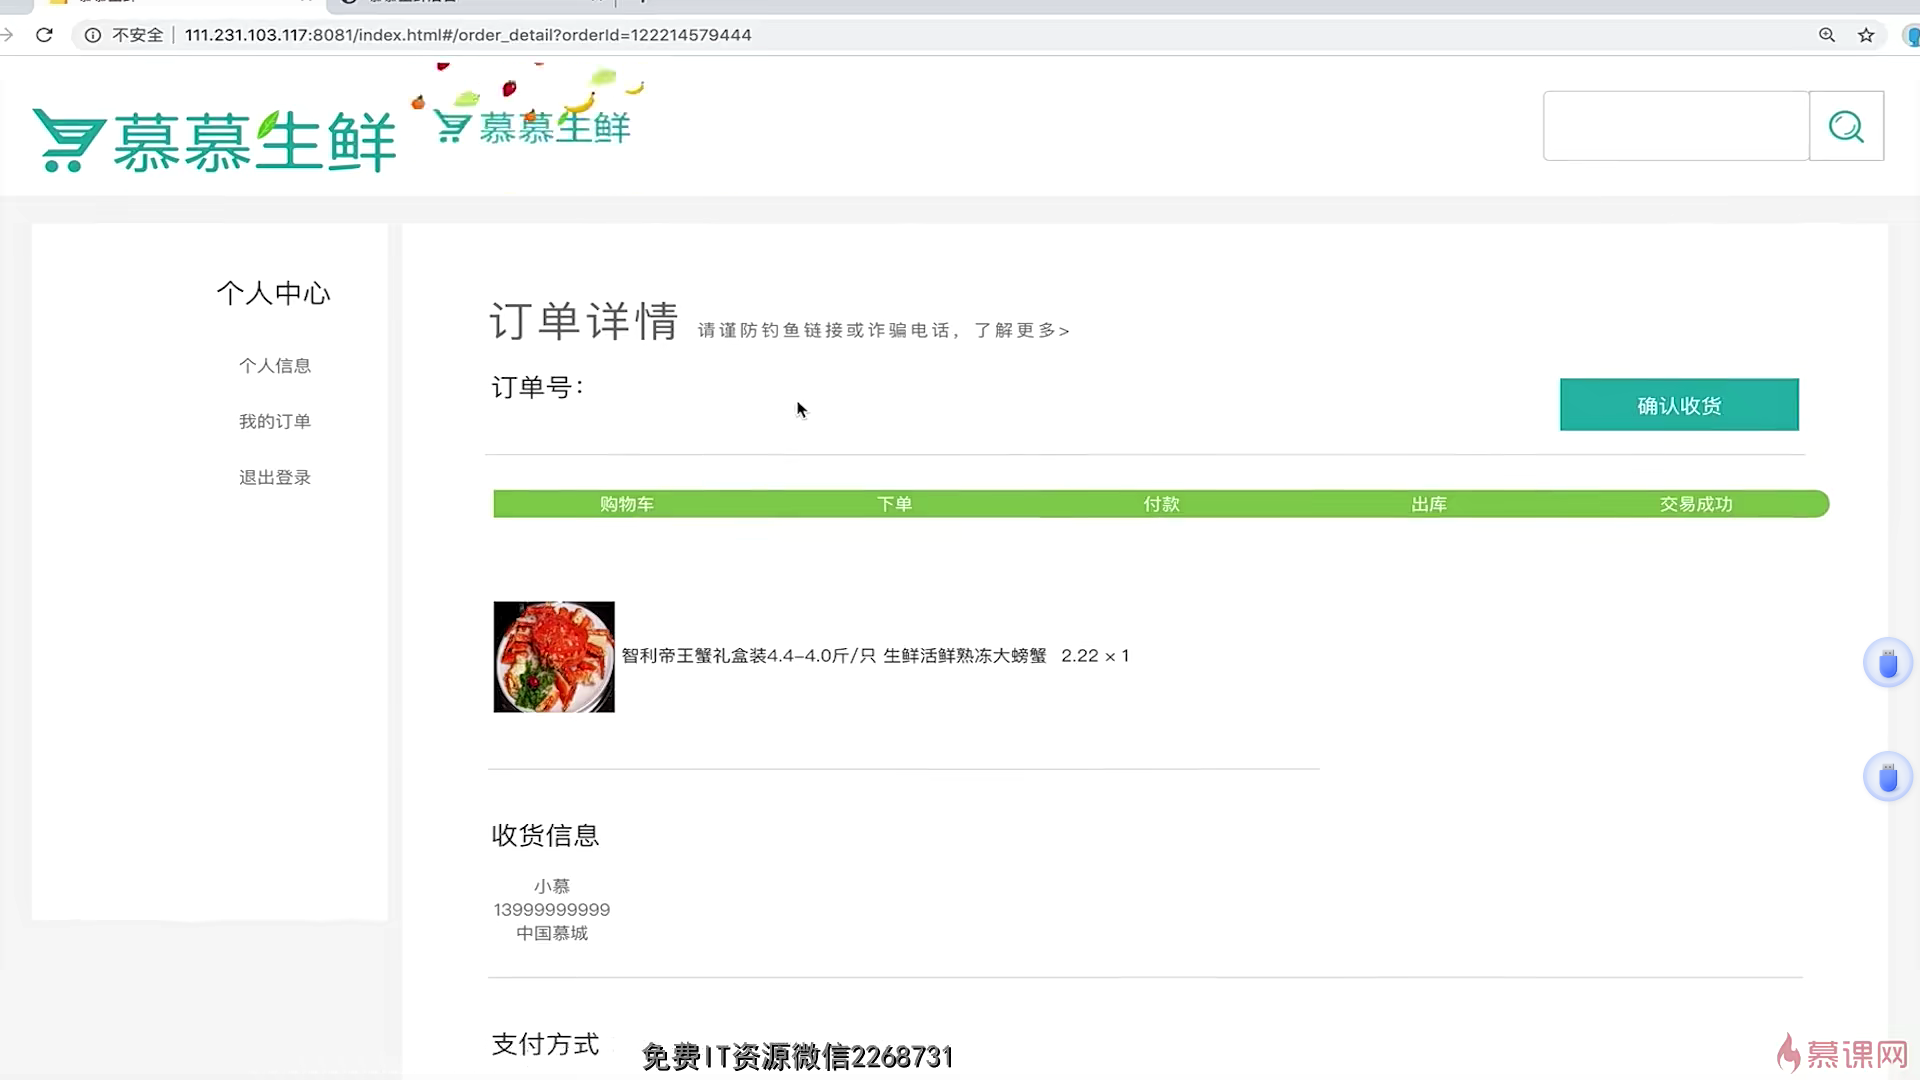 不安全 111.231.103.117:8081/index.html#/order_detail?orderId=122214579444
慕慕生鲜
慕慕生鲜
个人中心
个人信息
我的订单
退出登录
订单详情 请谨防钓鱼链接或诈骗电话，了解更多>
订单号：
确认收货
购物车 下单 付款 出库 交易成功
智利帝王蟹礼盒装4.4-4.0斤/只 生鲜活鲜熟冻大螃蟹 2.22 × 1
收货信息
小慕
13999999999
中国慕城
支付方式
免费IT资源微信2268731
慕课网